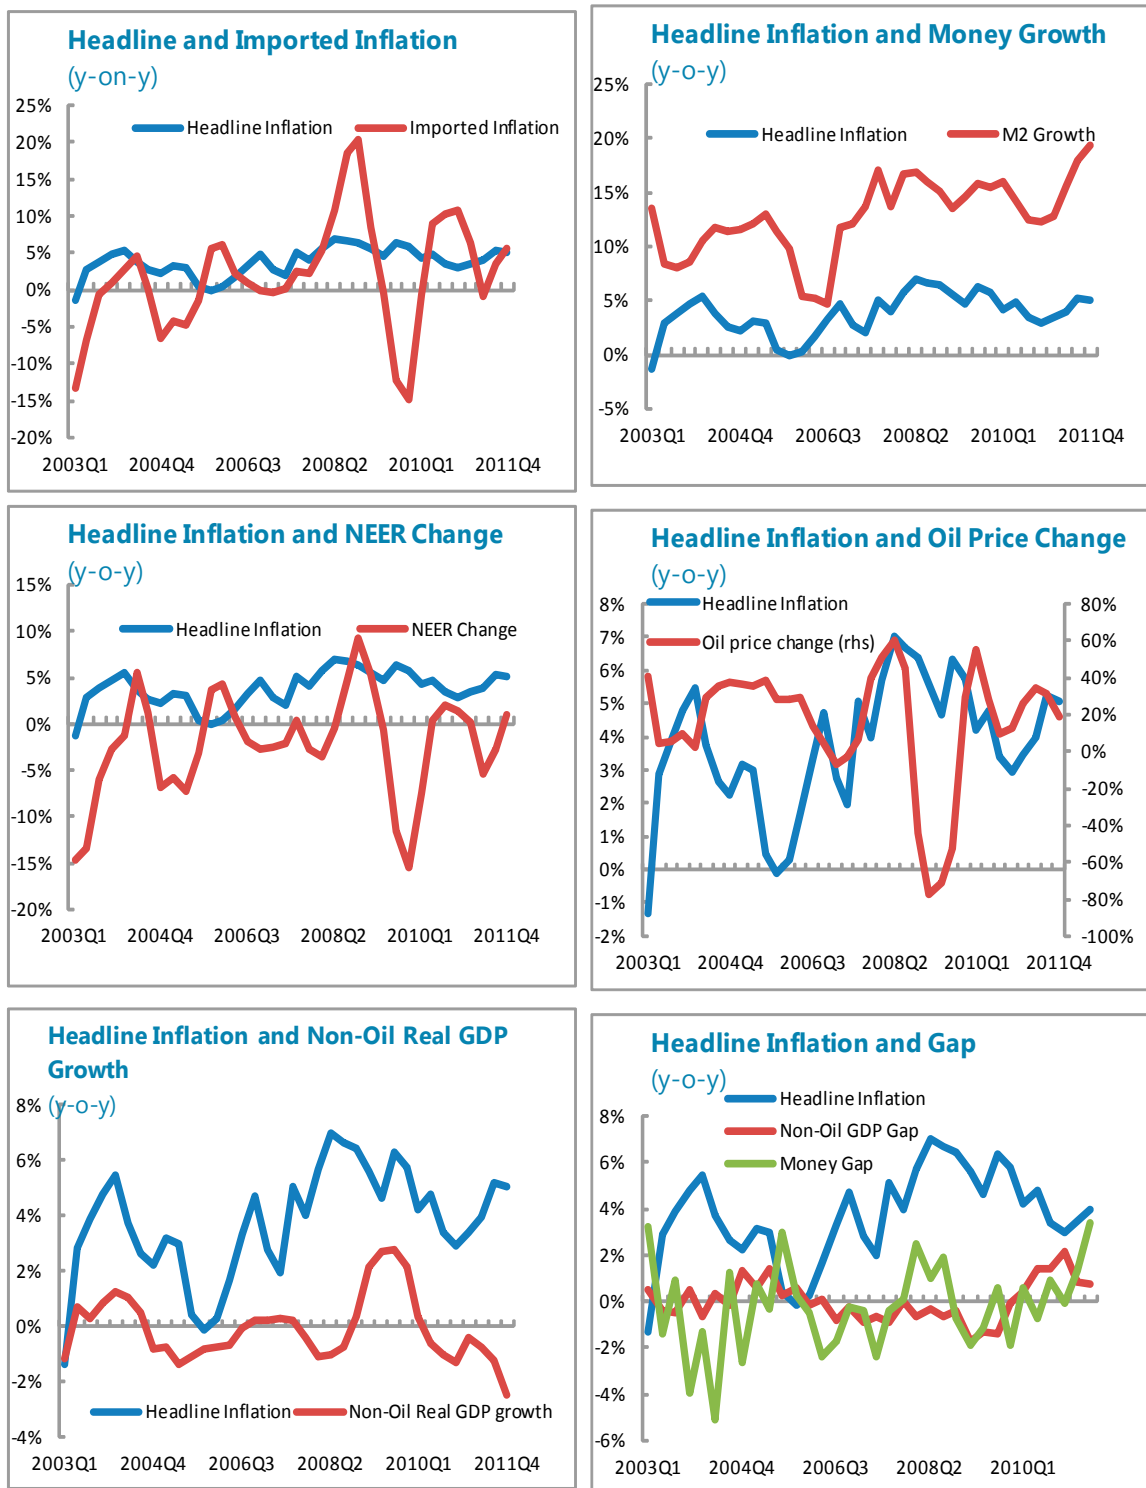 Headline and Imported Inflation
(y-on-y)
25%
20%
15%
10%
5%
0%
-5%
-10%
-15%
-20%
Headline Inflation
Imported Inflation
2003Q1 2004Q4 2006Q3 2008Q2 2010Q1 2011Q4
Headline Inflation and Money Growth
(y-o-y)
25%
20%
15%
10%
5%
0%
-5%
Headline Inflation
M2 Growth
2003Q1 2004Q4 2006Q3 2008Q2 2010Q1 2011Q4
Headline Inflation and NEER Change
(y-o-y)
15%
10%
5%
0%
-5%
-10%
-15%
-20%
Headline Inflation
NEER Change
2003Q1 2004Q4 2006Q3 2008Q2 2010Q1 2011Q4
Headline Inflation and Oil Price Change
(y-o-y)
8%
7%
6%
5%
4%
3%
2%
1%
0%
-1%
-2%
Headline Inflation
Oil price change (rhs)
80%
60%
40%
20%
0%
-20%
-40%
-60%
-80%
-100%
2003Q1 2004Q4 2006Q3 2008Q2 2010Q1 2011Q4
Headline Inflation and Non-Oil Real GDP
Growth
(y-o-y)
8%
6%
4%
2%
0%
-2%
-4%
Headline Inflation
Non-Oil Real GDP growth
2003Q1 2004Q4 2006Q3 2008Q2 2010Q1 2011Q4
Headline Inflation and Gap
(y-o-y)
Headline Inflation
Non-Oil GDP Gap
Money Gap
8%
6%
4%
2%
0%
-2%
-4%
-6%
2003Q1 2004Q4 2006Q3 2008Q2 2010Q1